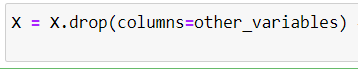 X = X.drop(columns=other_variables)